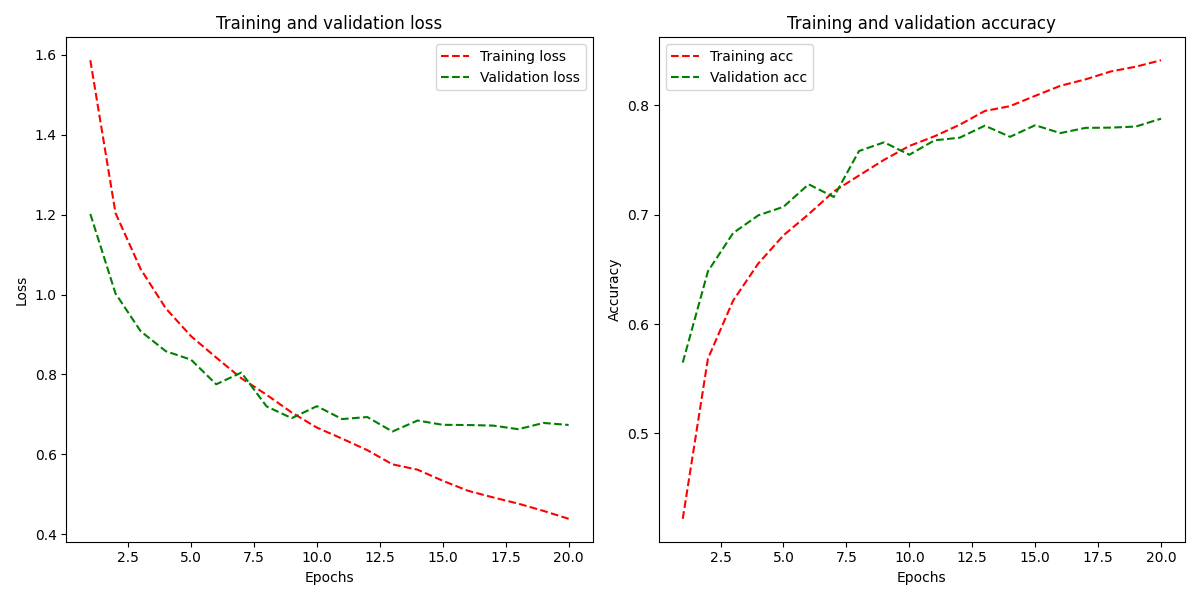 Training and validation loss
Training loss
Validation loss
1.6
1.4
1.2
1.0
0.8
0.6
0.4
Loss
2.5 5.0 7.5 10.0 12.5 15.0 17.5 20.0
Epochs
Training and validation accuracy
Training acc
Validation acc
0.8
0.7
0.6
0.5
Accuracy
2.5 5.0 7.5 10.0 12.5 15.0 17.5 20.0
Epochs